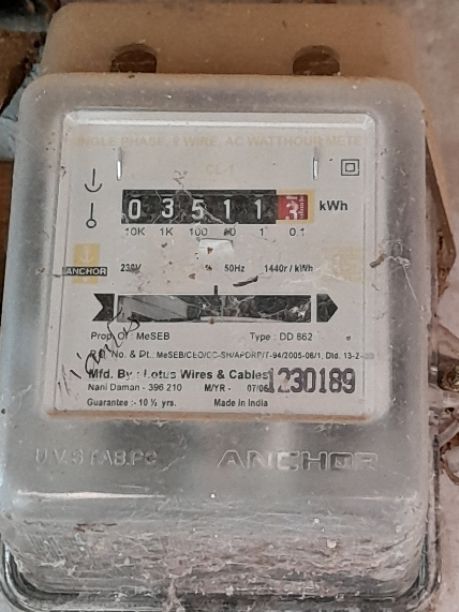 SINGLE PHASE, 2 WIRE, AC WATTHOUR METER
CL-1
0 3 5 1 1 3 kWh
10K 1K 100 10 1 0.1
ANCHOR 230V 50Hz 1440r / kWh
Prop. Of : MeSEB Type : DD 862
Ref. No. & Dt.: MeSEB/CEO/CC-SH/APDRP/T-94/2005-06/1, Dtd. 13-2-
Mfd. By : Lotus Wires & Cables
Nani Daman - 396 210 M/YR - 07/06 1230189
Guarantee :- 10 ½ yrs. Made in India
U.V.STAB.PC ANCHOR